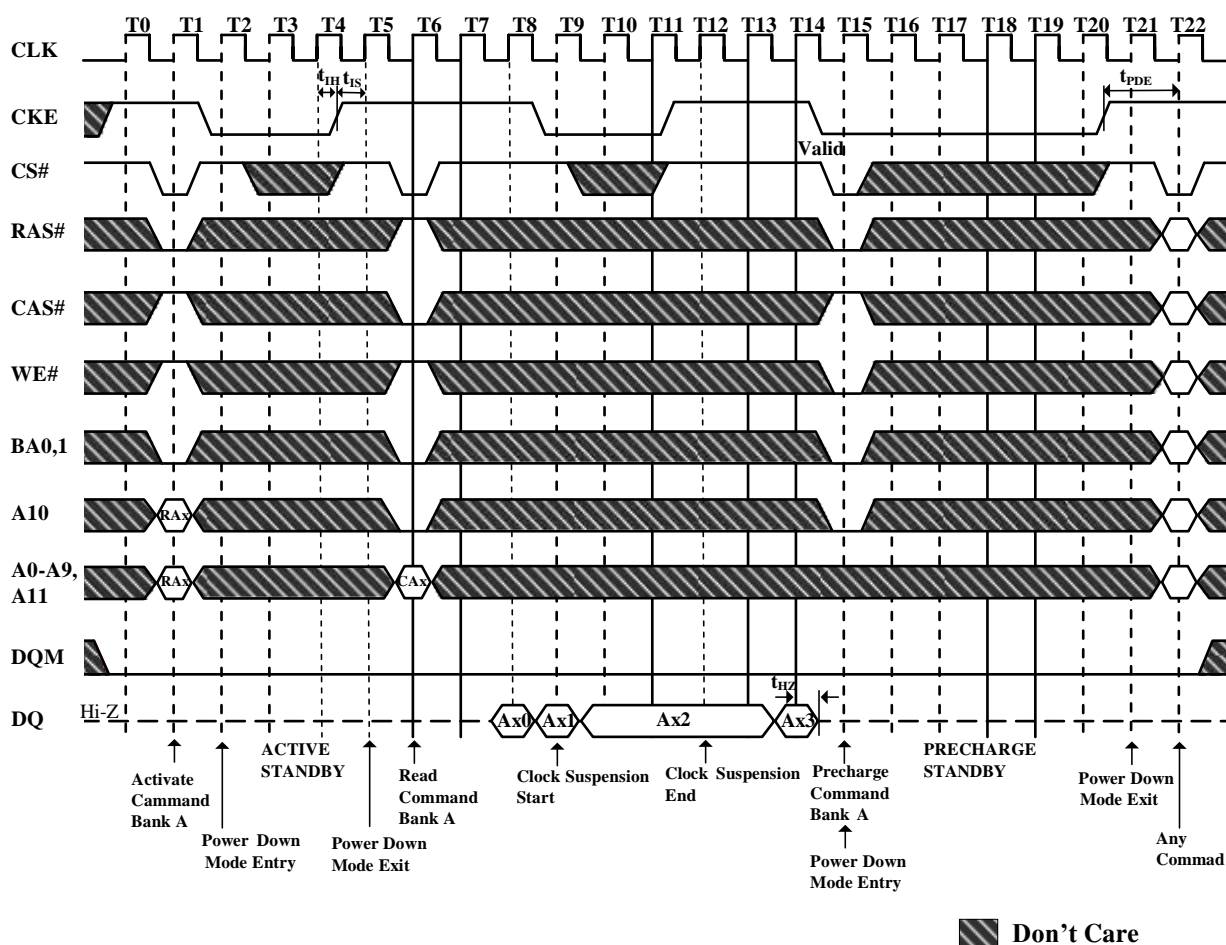 T0 T1 T2 T3 T4 T5 T6 T7 T8 T9 T10 T11 T12 T13 T14 T15 T16 T17 T18 T19 T20 T21 T22
CLK
tIH tIS
tPDE
CKE
Valid
CS#
RAS#
CAS#
WE#
BA0,1
A10
RAx
A0-A9,
A11
RAx
CAx
DQM
tHZ
DQ
Hi-Z
Ax0
Ax1
Ax2
Ax3
Activate
Cammand
Bank A
ACTIVE
STANDBY
Read
Command
Bank A
Clock Suspension
Start
Clock Suspension
End
Precharge
Command
Bank A
PRECHARGE
STANDBY
Power Down
Mode Exit
Power Down
Mode Entry
Power Down
Mode Exit
Power Down
Mode Entry
Any
Commad
Don't Care